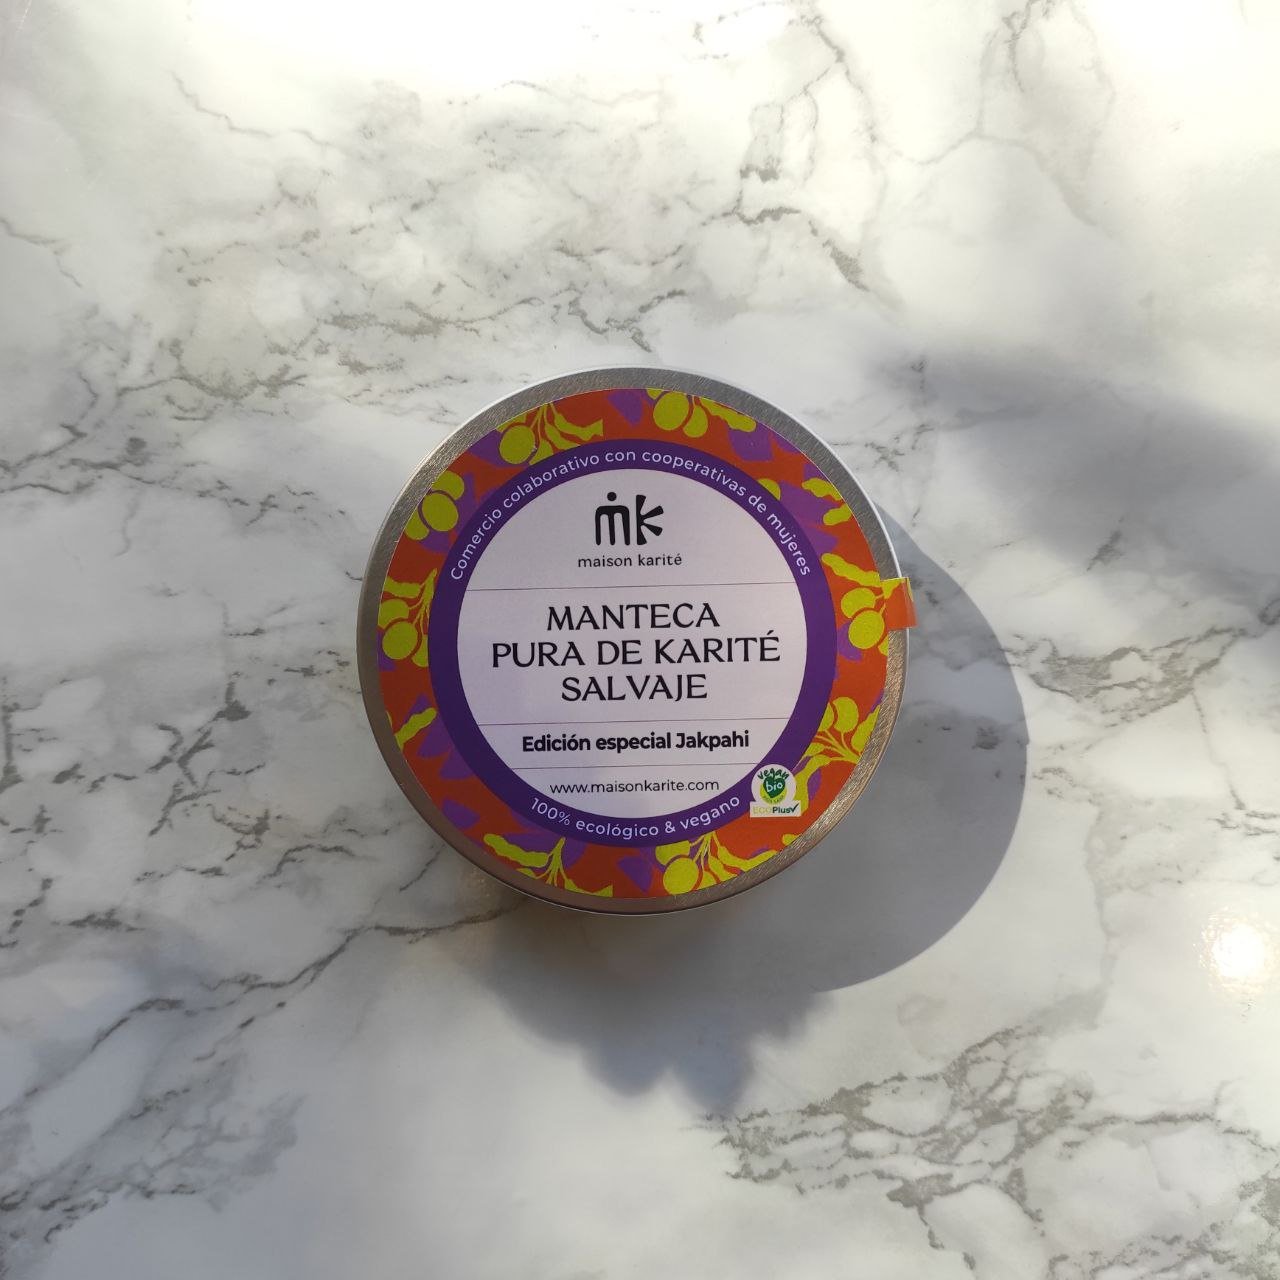 Comercio colaborativo con cooperativas de mujeres
mk
maison karité
MANTECA
PURA DE KARITÉ
SALVAJE
Edición especial Jakpahi
www.maisonkarite.com
100% ecológico & vegano
vegan
bio
ECOPlus